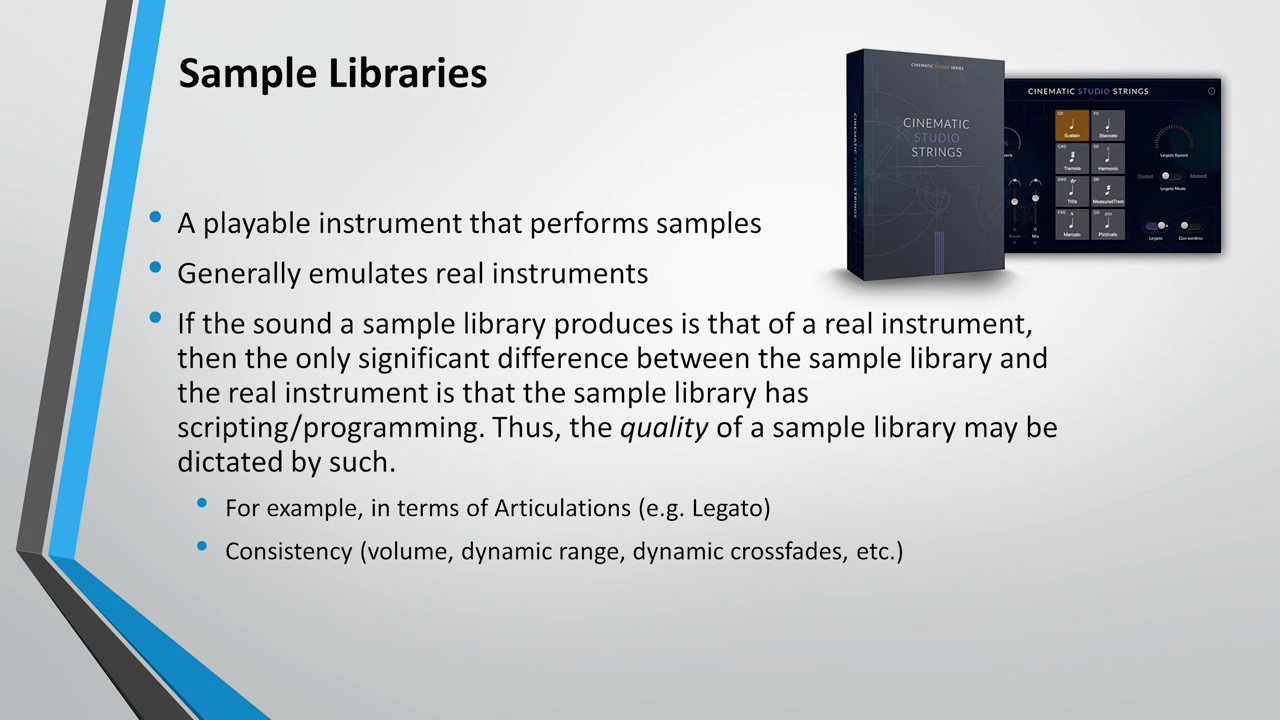 Sample Libraries
CINEMATIC STUDIO SERIES
CINEMATIC
STUDIO
STRINGS
CINEMATIC STUDIO STRINGS
CINEMATIC STUDIO STRINGS
Sustain
Staccato
Tremolo
Harmonic
Trills
MeasuredTrem
Marcato
Pizzicato
Legato Speed
Standard
Advanced
Legato Mode
Mix
Legato
Con sordino
• A playable instrument that performs samples
• Generally emulates real instruments
• If the sound a sample library produces is that of a real instrument,
then the only significant difference between the sample library and
the real instrument is that the sample library has
scripting/programming. Thus, the quality of a sample library may be
dictated by such.
• For example, in terms of Articulations (e.g. Legato)
• Consistency (volume, dynamic range, dynamic crossfades, etc.)